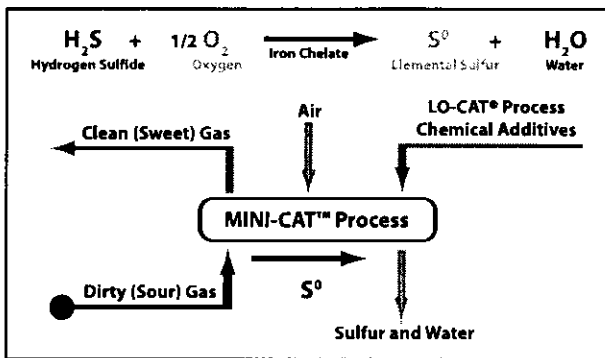 H₂S + 1/2 O₂ Iron Chelate S⁰ + H₂O
Hydrogen Sulfide Oxygen Elemental Sulfur Water
Air
LO-CAT® Process
Chemical Additives
Clean (Sweet) Gas
MINI-CAT™ Process
Dirty (Sour) Gas
S⁰
Sulfur and Water